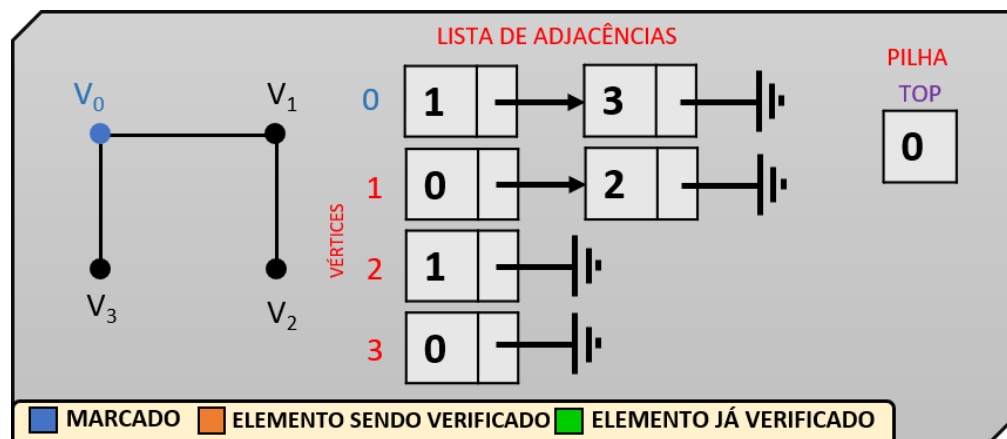 LISTA DE ADJACÊNCIAS
PILHA
TOP
V₀ V₁
0 1 3
0
1 0 2
VÉRTICES
2 1
V₃ V₂
3 0
MARCADO ELEMENTO SENDO VERIFICADO ELEMENTO JÁ VERIFICADO